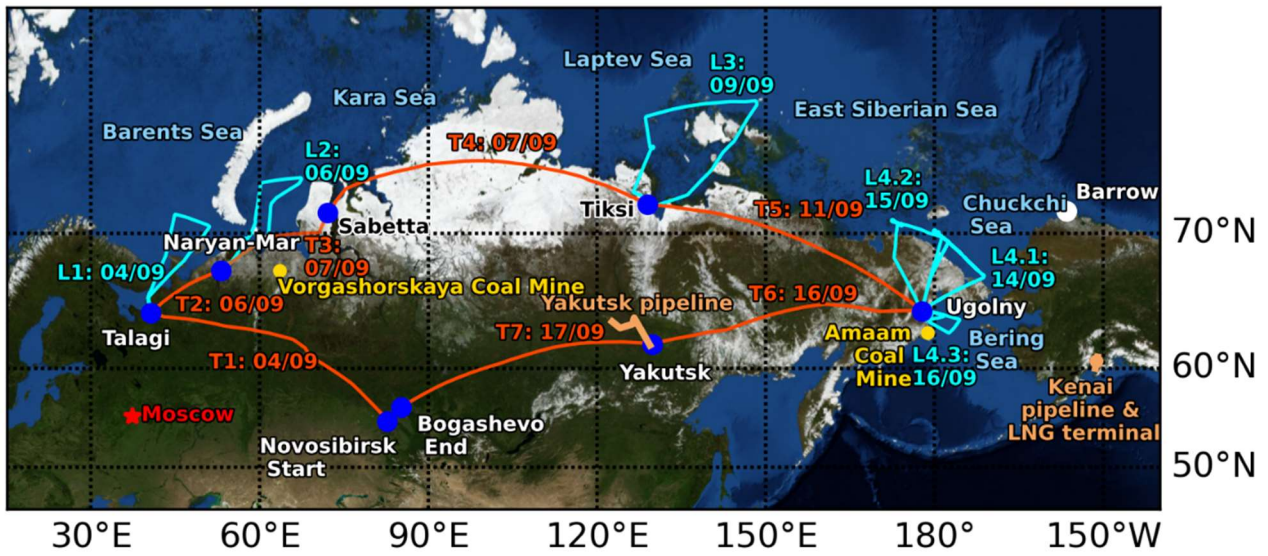 Laptev Sea
L3:
09/09
Kara Sea
East Siberian Sea
Barents Sea
T4: 07/09
L2:
06/09
L4.2:
15/09
Barrow
Chuckchi
Sea
Tiksi
T5: 11/09
Sabetta
70°N
Naryan-Mar
T3:
07/09
L1: 04/09
L4.1:
14/09
Vorgashorskaya Coal Mine
T2: 06/09
Yakutsk pipeline
T6: 16/09
Ugolny
Talagi
T7: 17/09
Amaam
Coal
Mine
Bering
Sea
L4.3:
16/09
T1: 04/09
Yakutsk
60°N
Kenai
pipeline &
LNG terminal
Moscow
Bogashevo
End
Novosibirsk
Start
50°N
30°E
60°E
90°E
120°E
150°E
180°
150°W